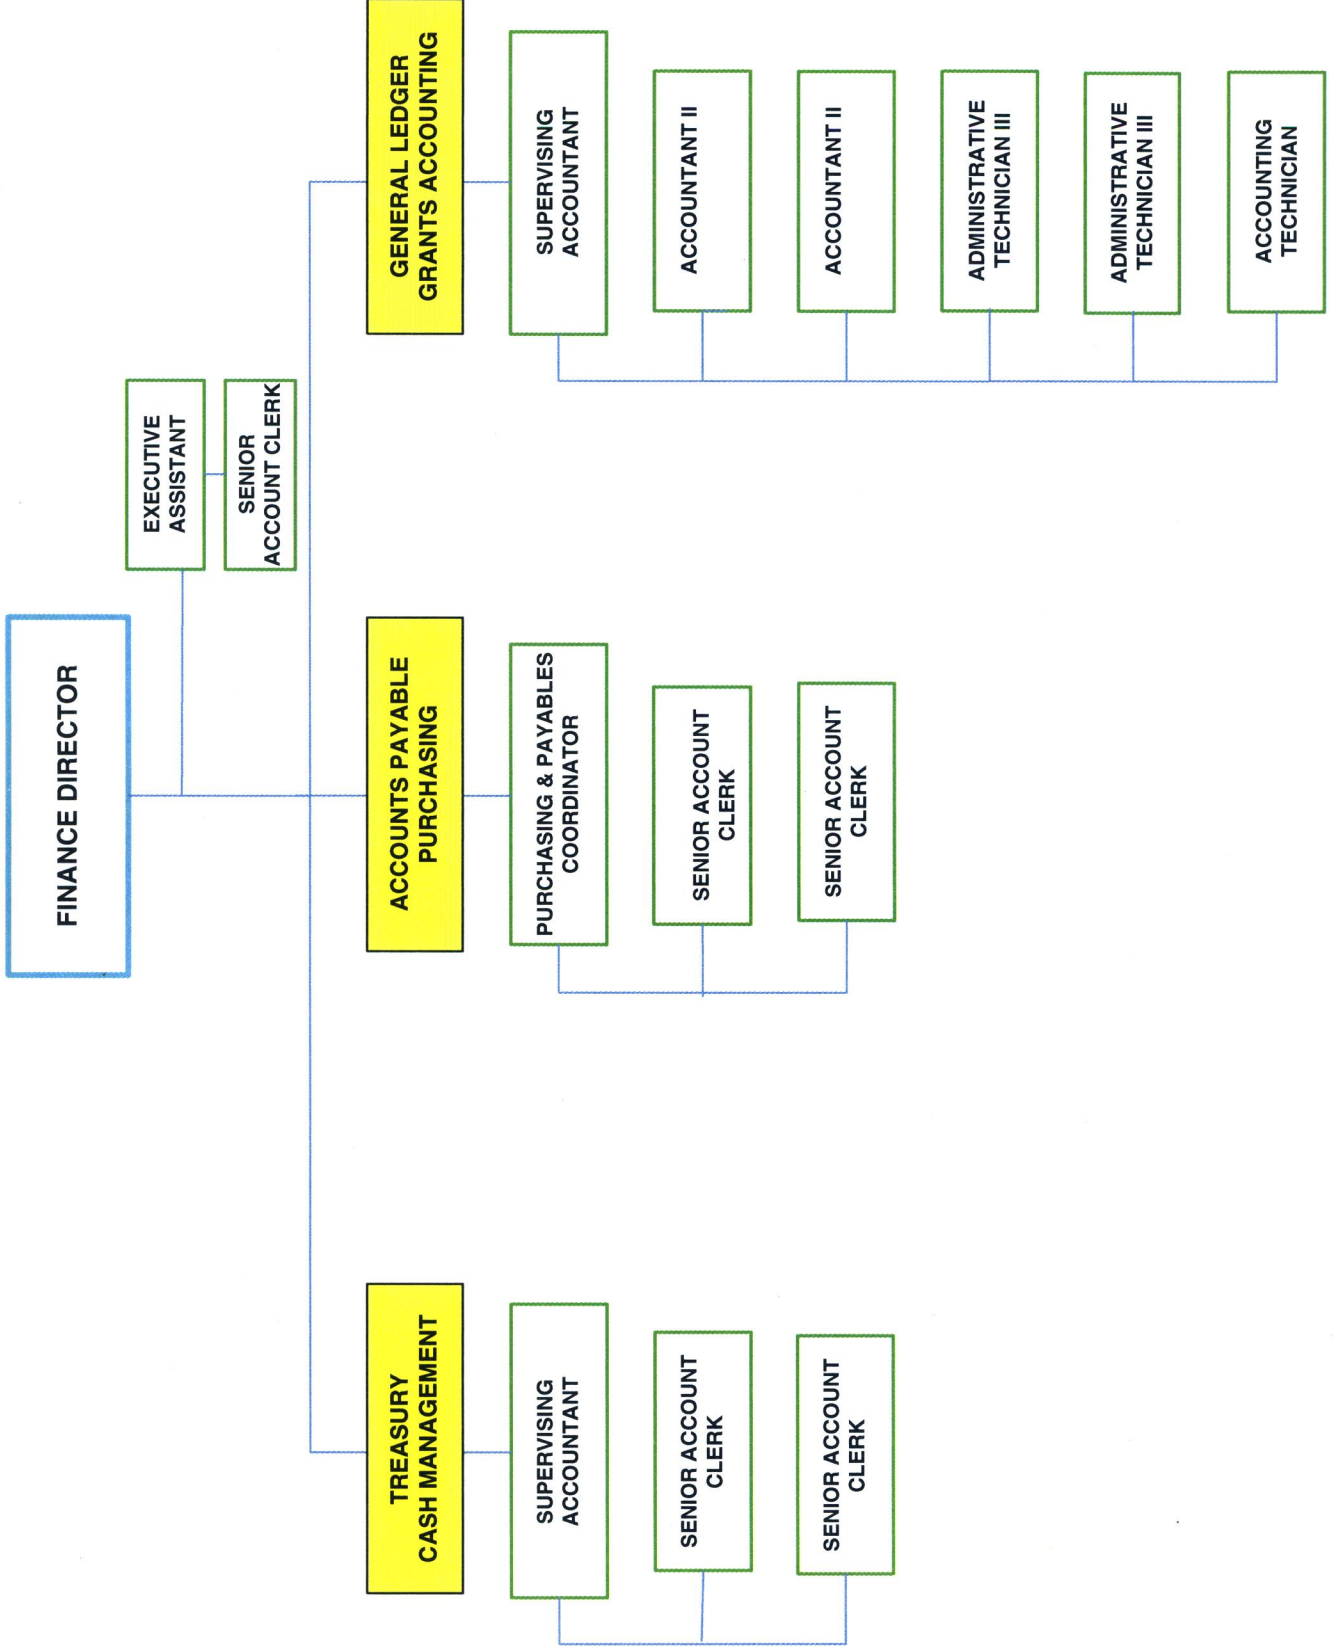 FINANCE DIRECTOR
EXECUTIVE
ASSISTANT
SENIOR
ACCOUNT CLERK
TREASURY
CASH MANAGEMENT
SUPERVISING
ACCOUNTANT
SENIOR ACCOUNT
CLERK
SENIOR ACCOUNT
CLERK
ACCOUNTS PAYABLE
PURCHASING
PURCHASING & PAYABLES
COORDINATOR
SENIOR ACCOUNT
CLERK
SENIOR ACCOUNT
CLERK
GENERAL LEDGER
GRANTS ACCOUNTING
SUPERVISING
ACCOUNTANT
ACCOUNTANT II
ACCOUNTANT II
ADMINISTRATIVE
TECHNICIAN III
ADMINISTRATIVE
TECHNICIAN III
ACCOUNTING
TECHNICIAN